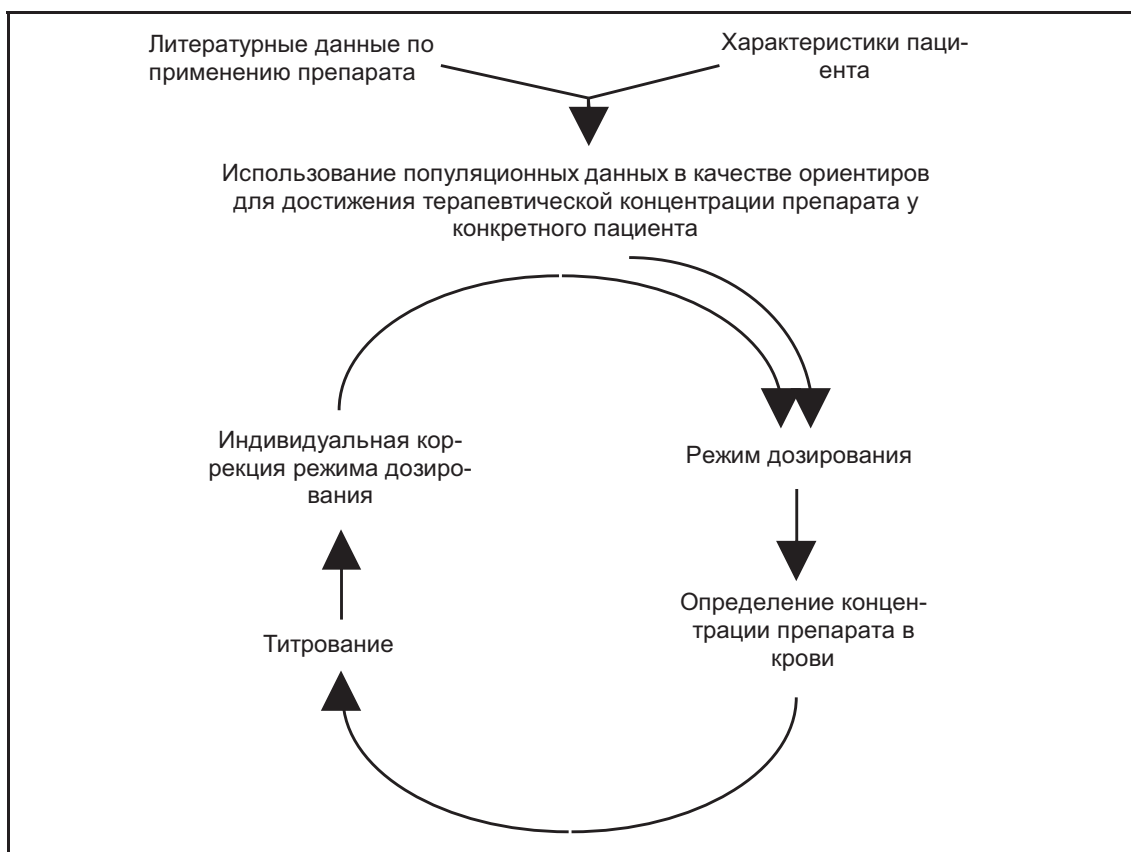 Литературные данные по
применению препарата
Характеристики паци-
ента
Использование популяционных данных в качестве ориентиров
для достижения терапевтической концентрации препарата у
конкретного пациента
Индивидуальная кор-
рекция режима дозиро-
вания
Режим дозирования
Определение концен-
трации препарата в
крови
Титрование